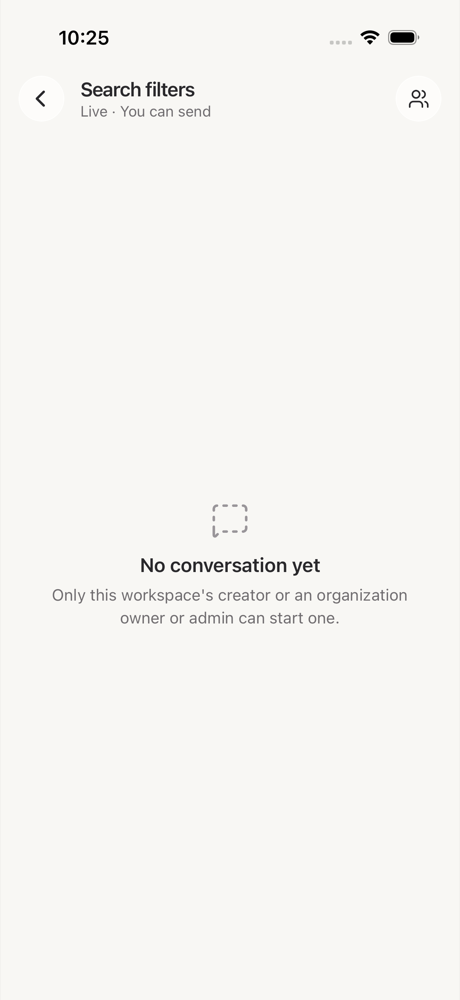 10:25
Search filters
Live · You can send
No conversation yet
Only this workspace's creator or an organization
owner or admin can start one.